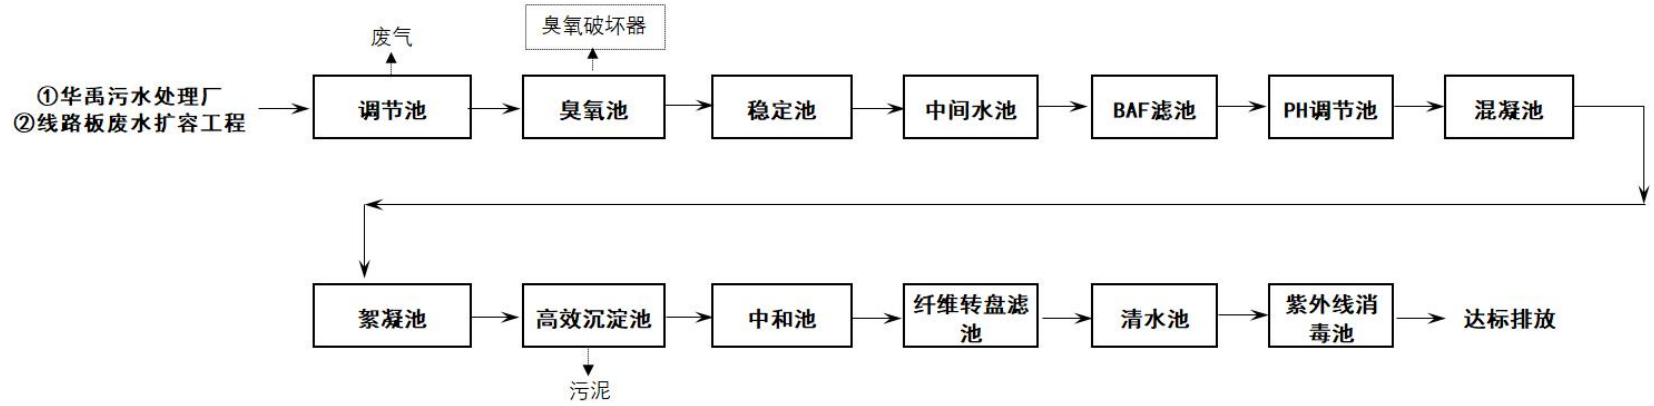 废气
臭氧破坏器
①华禹污水处理厂
②线路板废水扩容工程
调节池
臭氧池
稳定池
中间水池
BAF滤池
PH调节池
混凝池
絮凝池
高效沉淀池
中和池
纤维转盘滤
池
清水池
紫外线消
毒池
达标排放
污泥